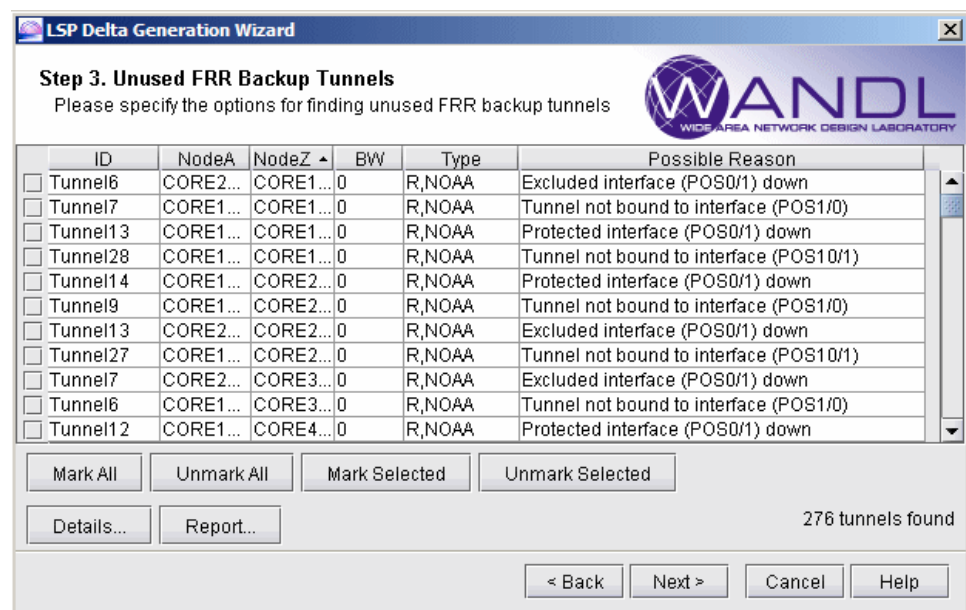 LSP Delta Generation Wizard
Step 3. Unused FRR Backup Tunnels
Please specify the options for finding unused FRR backup tunnels
WANDL
WIDE AREA NETWORK DESIGN LABORATORY
ID NodeA NodeZ BW Type Possible Reason
Tunnel6 CORE2... CORE1... 0 R,NOAA Excluded interface (POS0/1) down
Tunnel7 CORE1... CORE1... 0 R,NOAA Tunnel not bound to interface (POS1/0)
Tunnel13 CORE1... CORE1... 0 R,NOAA Protected interface (POS0/1) down
Tunnel28 CORE1... CORE1... 0 R,NOAA Tunnel not bound to interface (POS10/1)
Tunnel14 CORE1... CORE2... 0 R,NOAA Protected interface (POS0/1) down
Tunnel9 CORE1... CORE2... 0 R,NOAA Tunnel not bound to interface (POS1/0)
Tunnel13 CORE2... CORE2... 0 R,NOAA Excluded interface (POS0/1) down
Tunnel27 CORE1... CORE2... 0 R,NOAA Tunnel not bound to interface (POS10/1)
Tunnel7 CORE2... CORE3... 0 R,NOAA Excluded interface (POS0/1) down
Tunnel6 CORE1... CORE3... 0 R,NOAA Tunnel not bound to interface (POS1/0)
Tunnel12 CORE1... CORE4... 0 R,NOAA Protected interface (POS0/1) down
Mark All Unmark All Mark Selected Unmark Selected
Details... Report... 276 tunnels found
< Back Next > Cancel Help